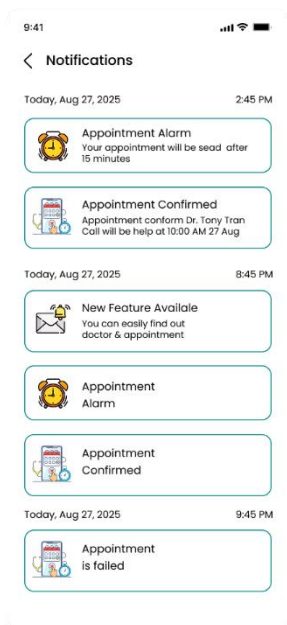 9:41
Notifications
Today, Aug 27, 2025 2:45 PM
Appointment Alarm
Your appointment will be sead after
15 minutes
Appointment Confirmed
Appointment conform Dr. Tony Tran
Call will be help at 10:00 AM 27 Aug
Today, Aug 27, 2025 8:45 PM
New Feature Availale
You can easily find out
doctor & appointment
Appointment
Alarm
Appointment
Confirmed
Today, Aug 27, 2025 9:45 PM
Appointment
is failed